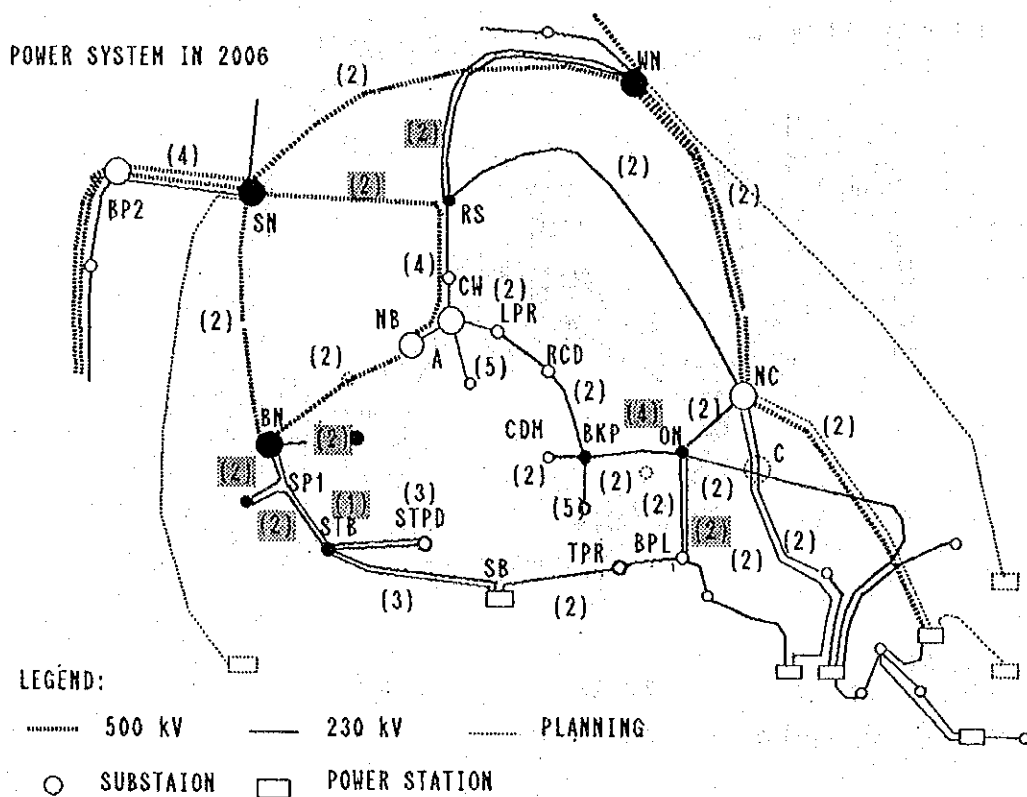 POWER SYSTEM IN 2006
WN
(2)
(2)
(4)
(2)
(2)
(2)
BP2
SN
RS
(4)
CW
(2)
(2)
NB
LPR
(2)
A
RCD
(5)
NC
(2)
(4)
(2)
(2)
BN
(2)
CDM
BKP
OM
C
(2)
SP1
(2)
(2)
(2)
(2)
(2)
(1)
(3)
(5)
STB
STPD
(2)
(2)
TPR
BPL
(2)
SB
(3)
(2)
LEGEND:
500 kV
230 kV
PLANNING
SUBSTAION
POWER STATION